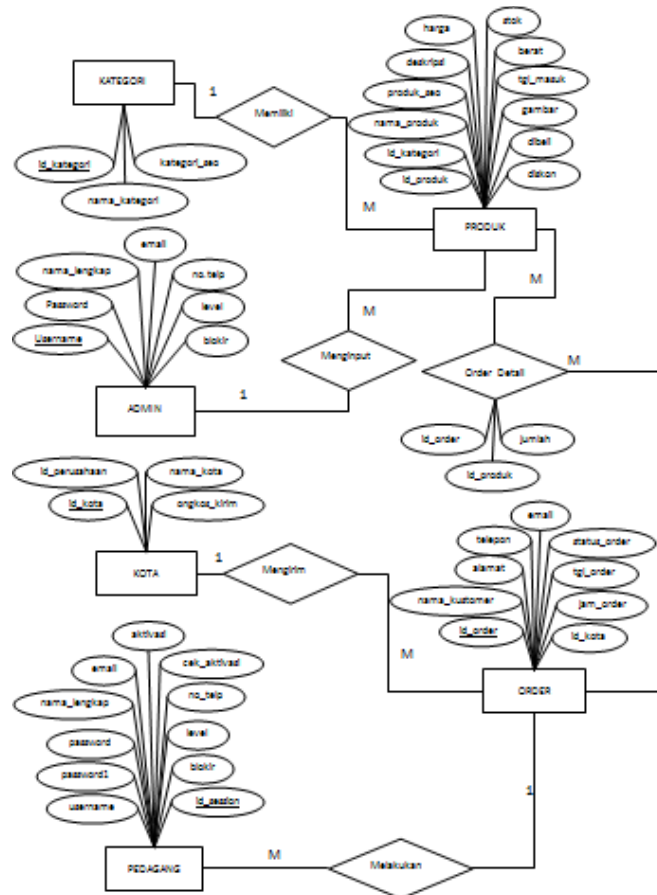 stok
harga
berat
deskripsi
tgl_masuk
KATEGORI
1
produk_seo
Memiliki
gambar
nama_produk
dibeli
id_kategori
kategori_seo
id_kategori
diskon
id_produk
nama_kategori
M
PRODUK
email
nama_lengkap
no.telp
M
Password
level
M
Username
blokir
Menginput
Order Detail
M
1
ADMIN
id_order
jumlah
id_perusahaan
nama_kota
id_produk
id_kota
ongkos_kirim
email
telepon
status_order
1
KOTA
Mengirim
alamat
tgl_order
nama_kustomer
jam_order
aktivasi
id_order
id_kota
email
cek_aktivasi
M
ORDER
nama_lengkap
no_telp
password
level
password1
blokir
1
username
id_session
M
PEDAGANG
Melakukan